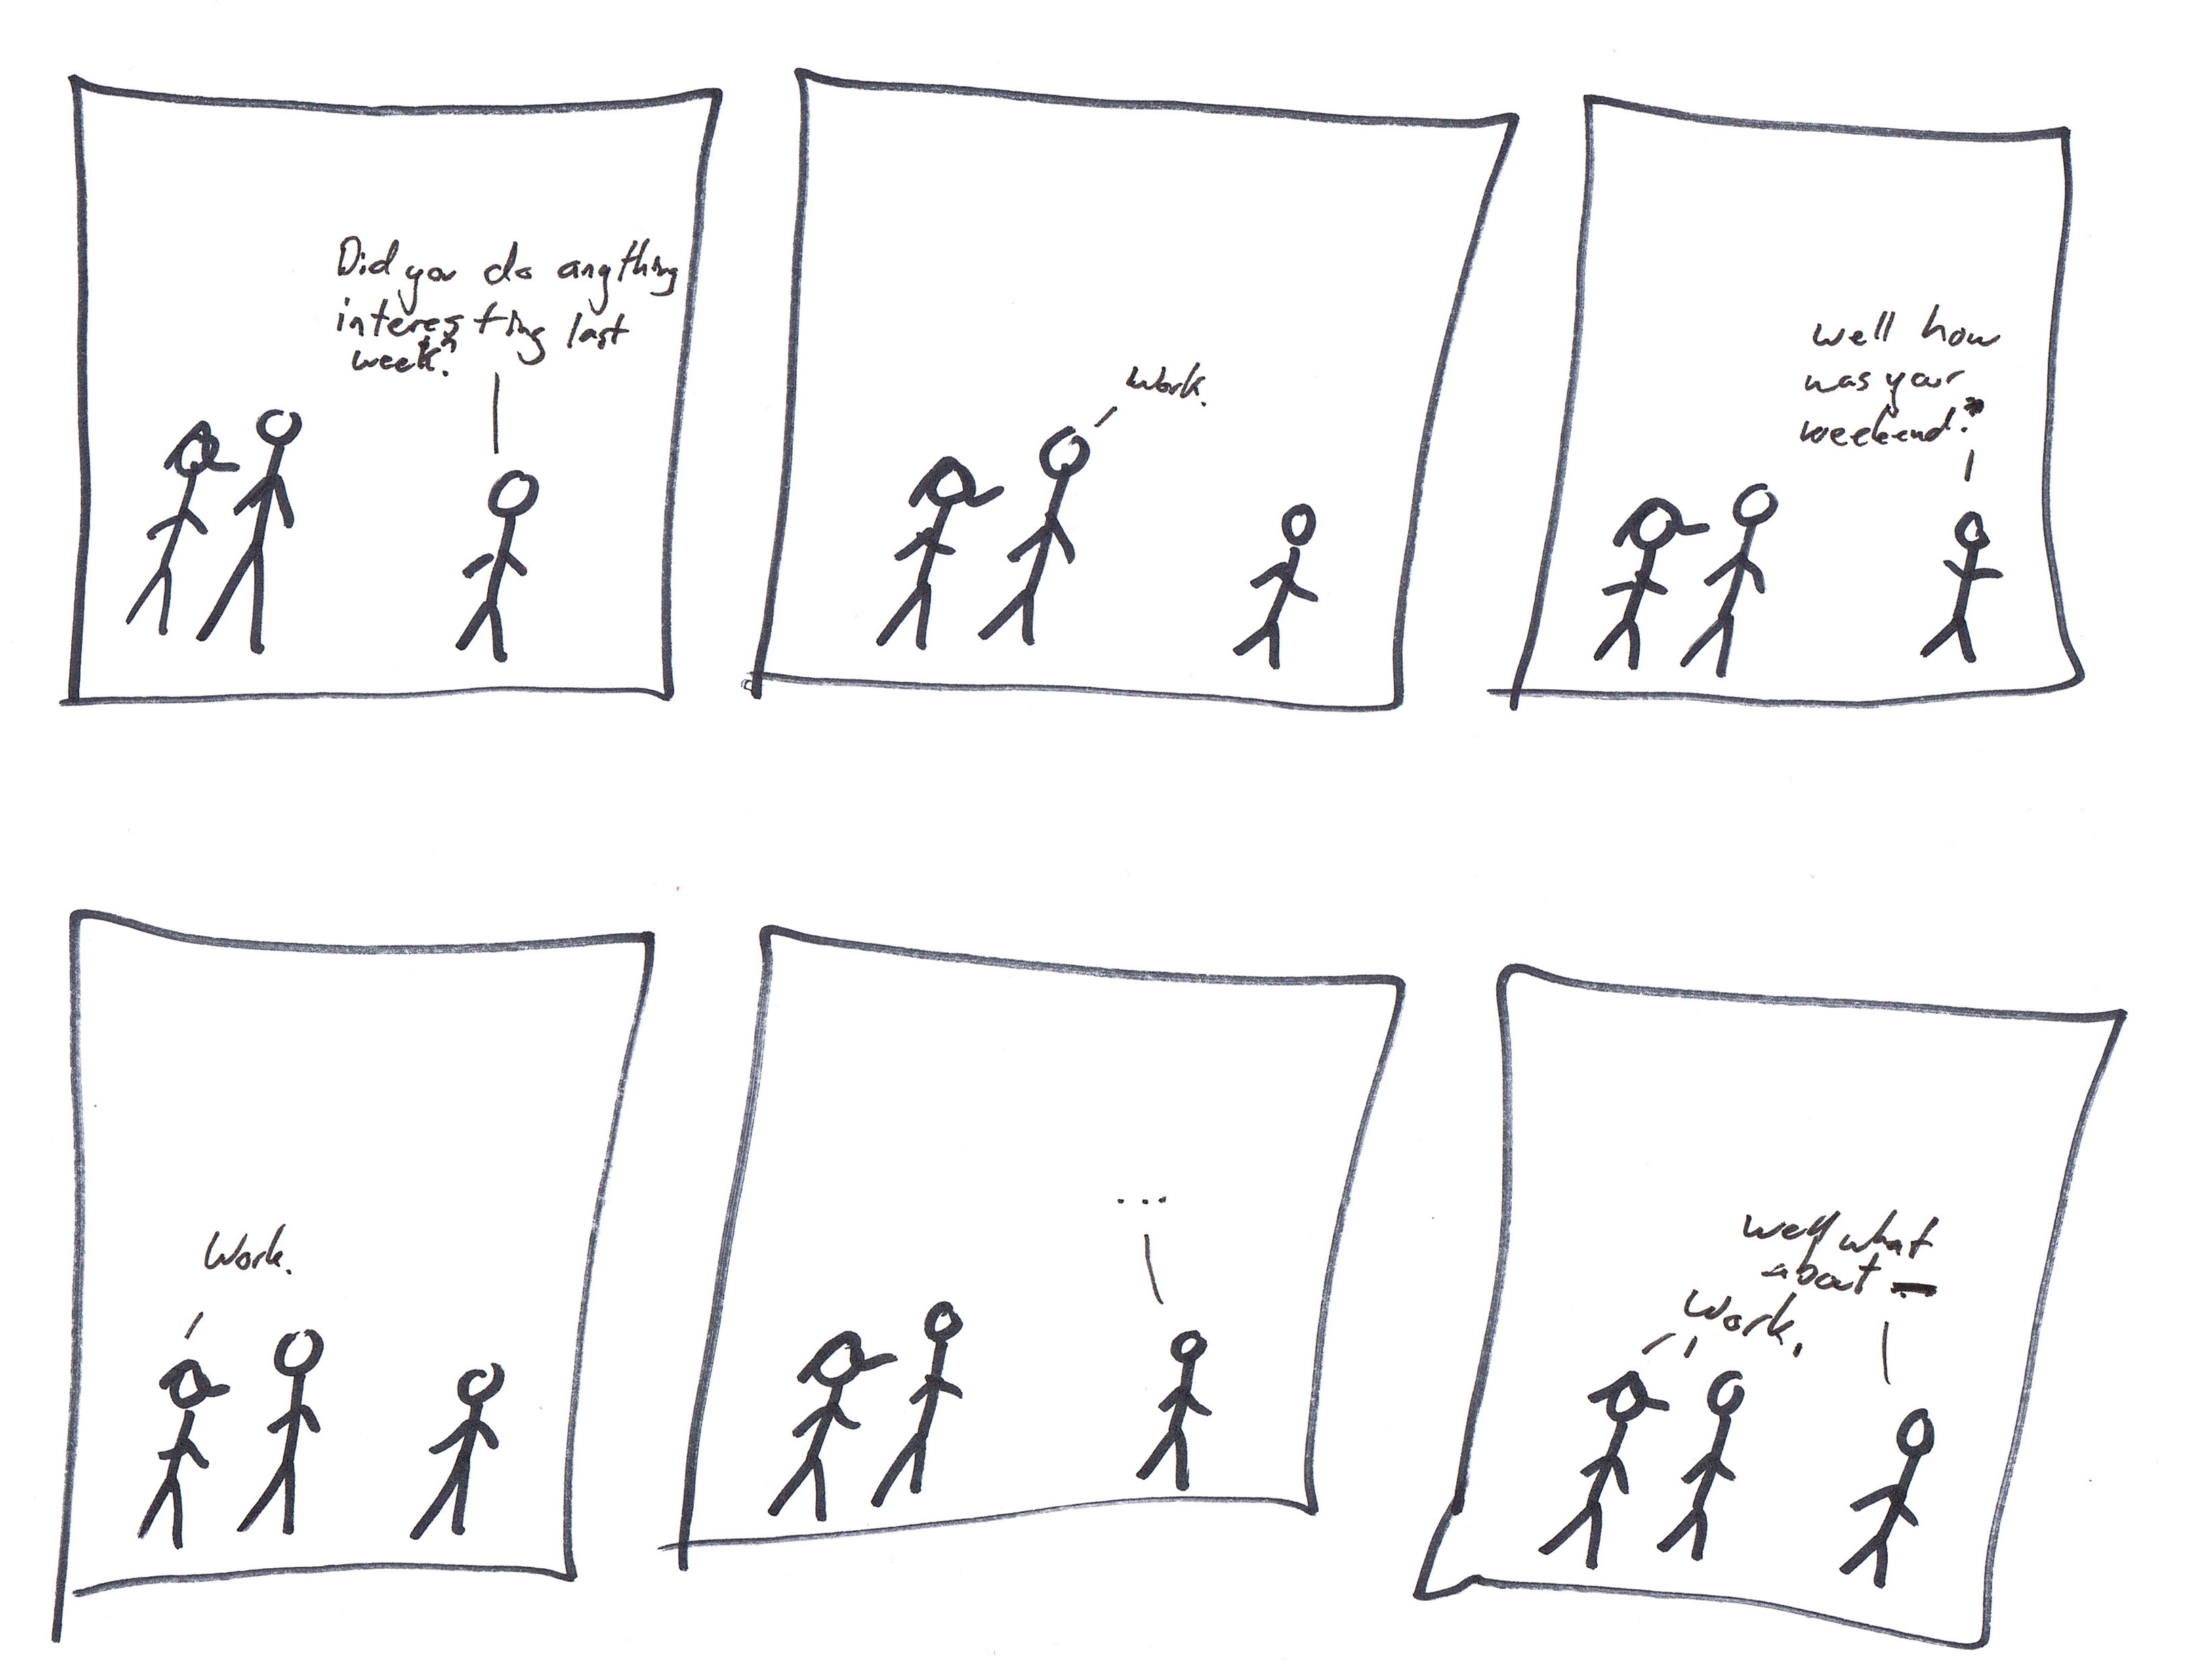 Did you do anything
interesting last
week?
Work.
Well how
was your
weekend?
Work.
...
Well what
about —
Work.